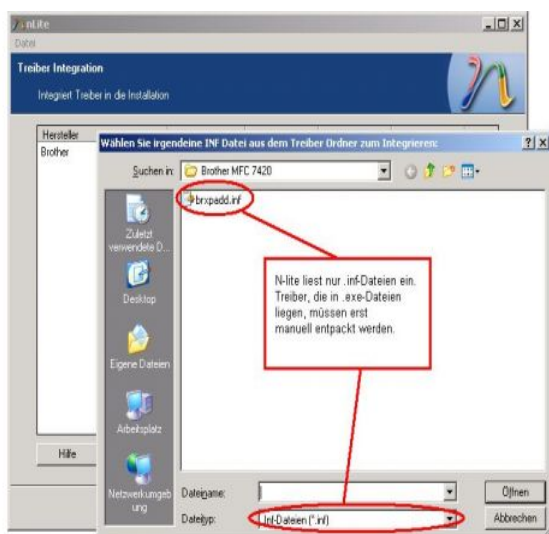 nLite
Datei
Treiber Integration
Integriert Treiber in die Installation
Hersteller
Brother
Wählen Sie irgendeine INF Datei aus dem Treiber Ordner zum Integrieren:
Suchen in:
Brother MFC 7420
brxpadd.inf
Zuletzt
verwendete D...
Desktop
Eigene Dateien
Arbeitsplatz
Netzwerkumgeb
ung
N-lite liest nur .inf-Dateien ein.
Treiber, die in .exe-Dateien
liegen, müssen erst
manuell entpackt werden.
Hilfe
Dateiname:
Öffnen
Dateityp:
Inf-Dateien (*.inf)
Abbrechen